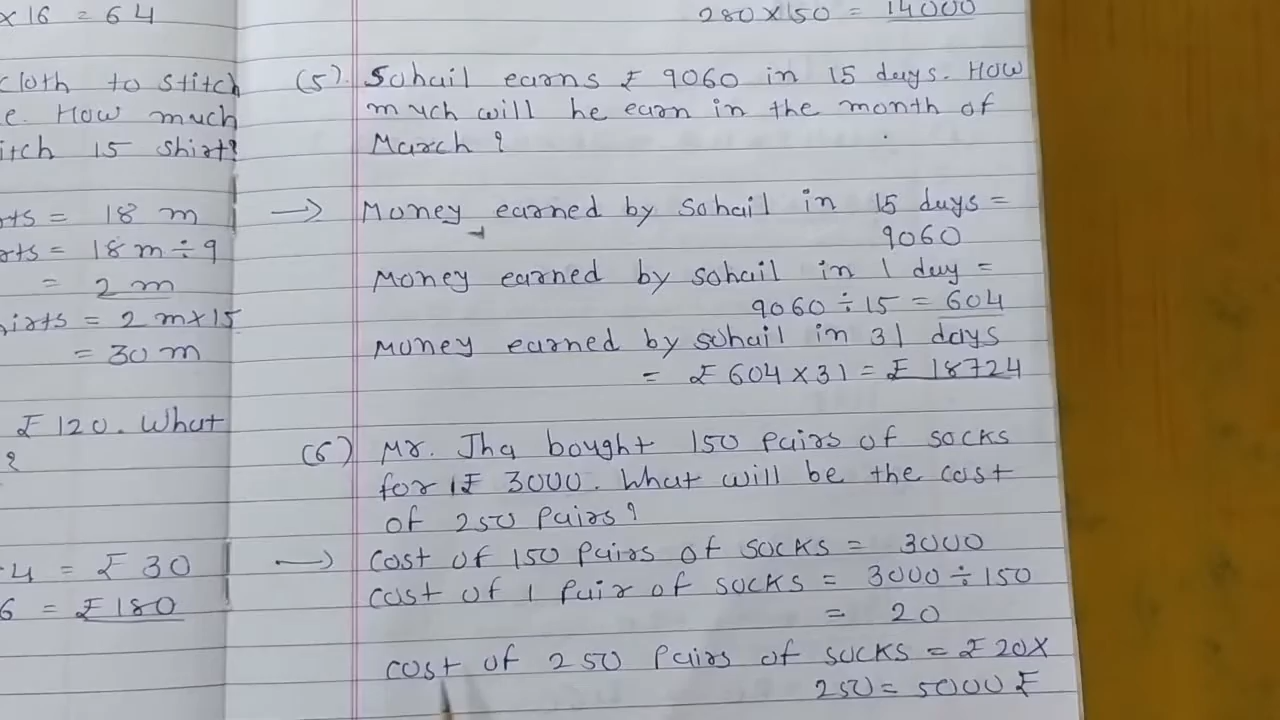 ×16 = 64
cloth to stitch
e. How much
itch 15 shirt?
rts = 18 m
rts = 18 m ÷ 9
= 2 m
irts = 2 m×15
= 30 m
₹120. What
?
4 = ₹ 30
6 = ₹180
280×150 = 14000
(5). Sohail earns ₹ 9060 in 15 days. How
much will he earn in the month of
March ?
→ Money earned by Sohail in 15 days =
9060
Money earned by sohail in 1 day =
9060 ÷ 15 = 604
Money earned by sohail in 31 days
= ₹ 604×31 = ₹ 18724
(6) Mr. Jha bought 150 pairs of socks
for ₹ 3000. What will be the cost
of 250 pairs?
→ Cost of 150 pairs of socks = 3000
cost of 1 pair of socks = 3000÷150
= 20
cost of 250 pairs of socks = ₹20×
250 = 5000 ₹